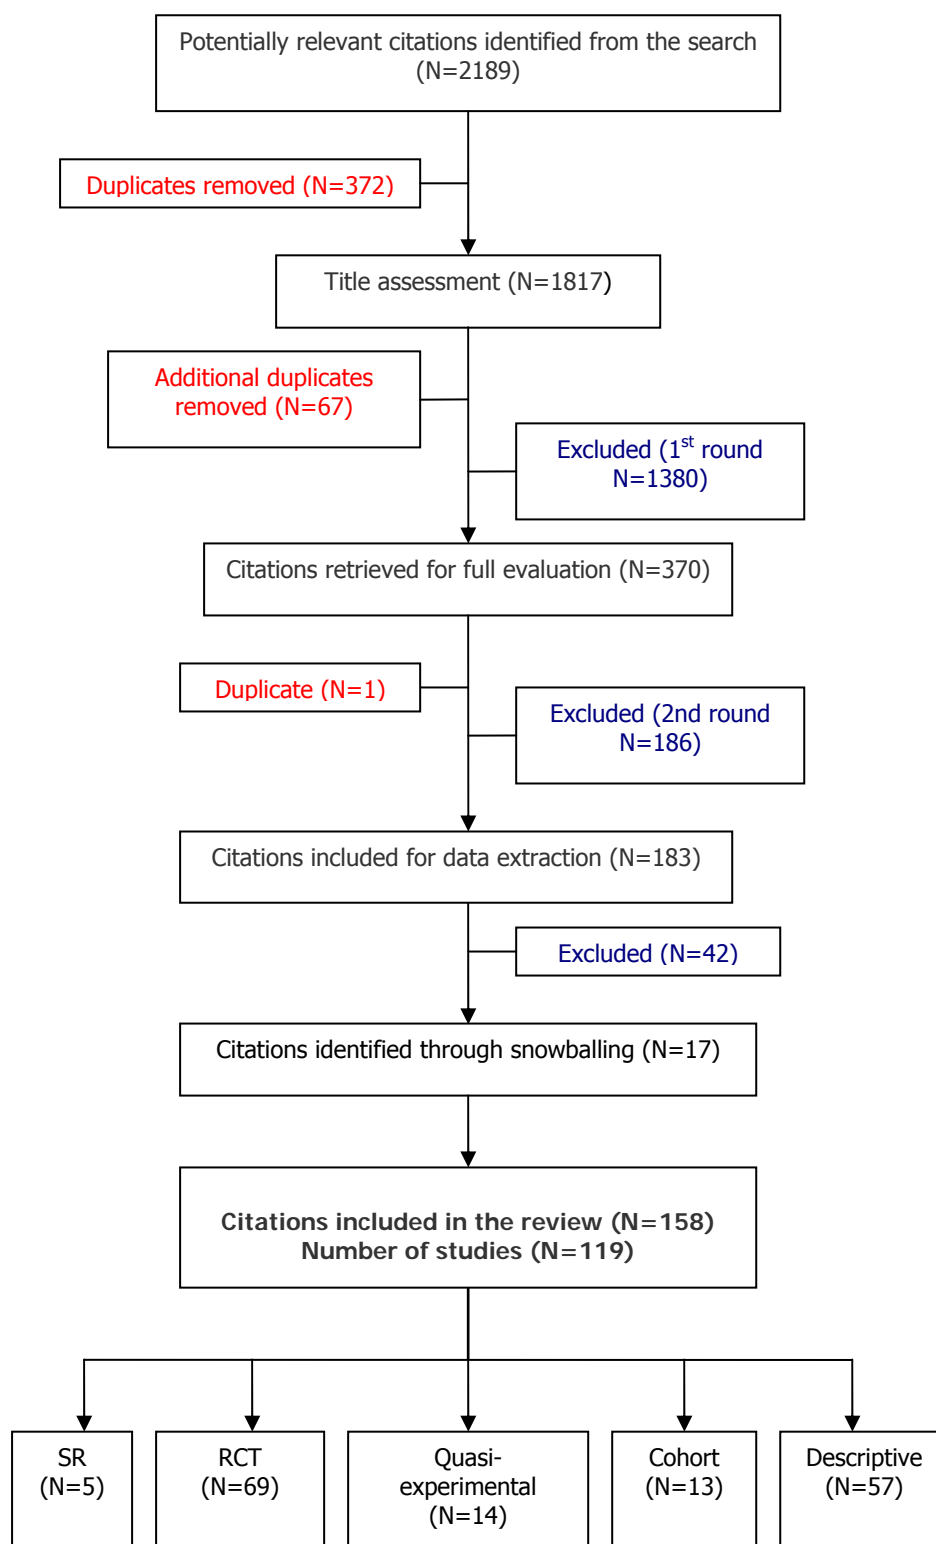 Potentially relevant citations identified from the search
(N=2189)
Duplicates removed (N=372)
Title assessment (N=1817)
Additional duplicates
removed (N=67)
Excluded (1st round
N=1380)
Citations retrieved for full evaluation (N=370)
Duplicate (N=1)
Excluded (2nd round
N=186)
Citations included for data extraction (N=183)
Excluded (N=42)
Citations identified through snowballing (N=17)
Citations included in the review (N=158)
Number of studies (N=119)
SR
(N=5)
RCT
(N=69)
Quasi-
experimental
(N=14)
Cohort
(N=13)
Descriptive
(N=57)